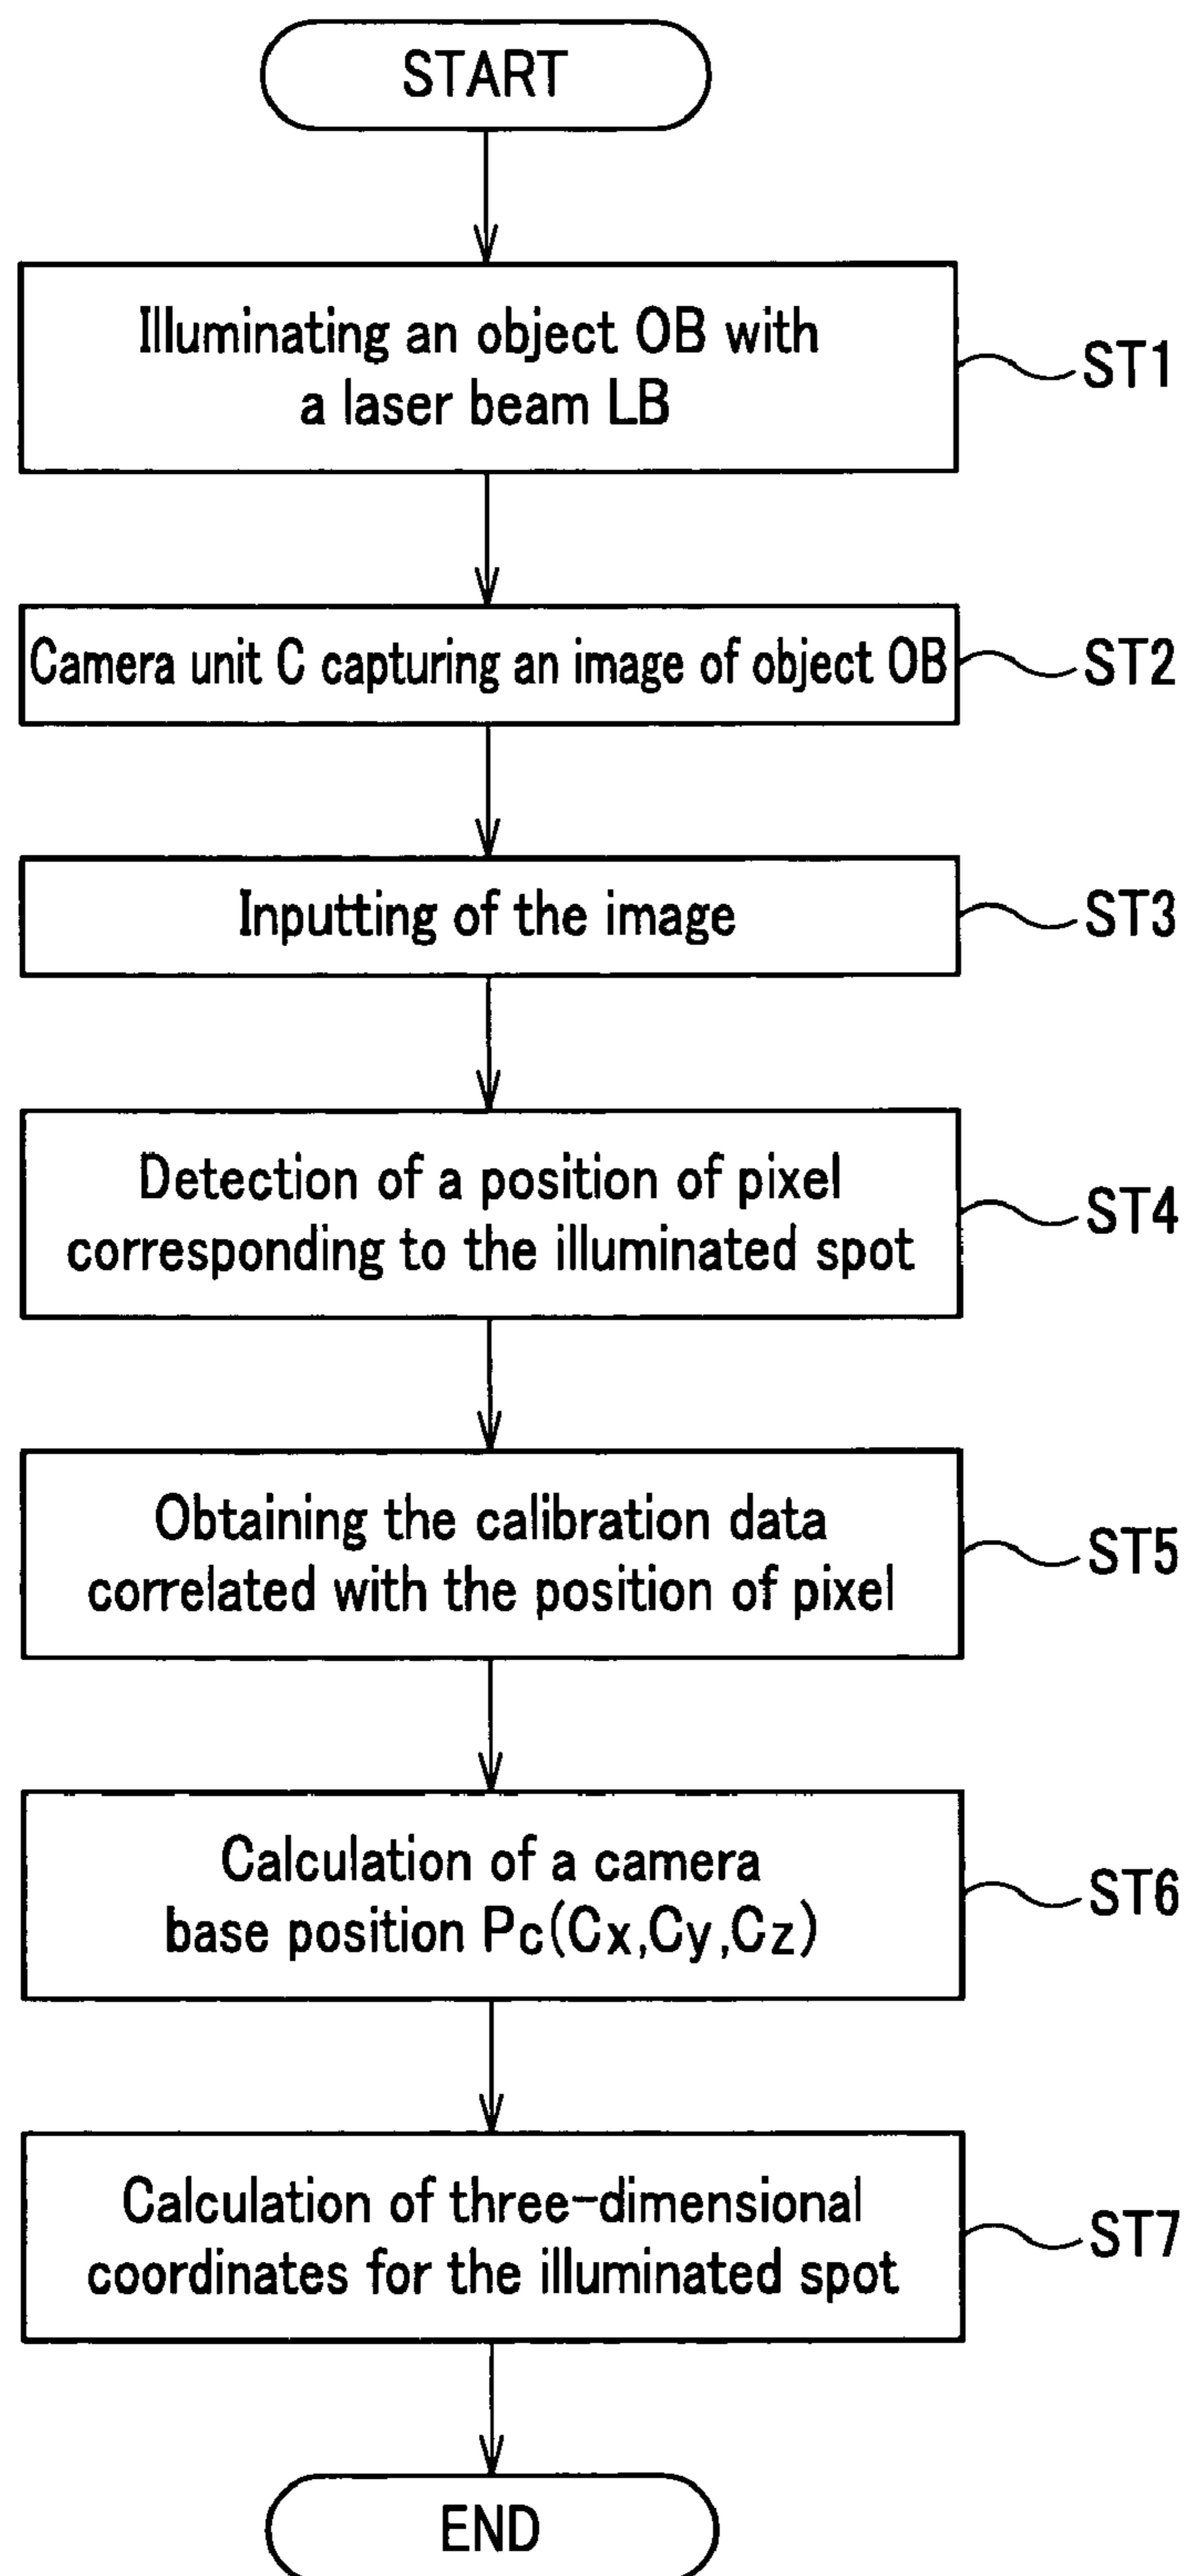 START
Illuminating an object OB with
a laser beam LB
ST1
Camera unit C capturing an image of object OB
ST2
Inputting of the image
ST3
Detection of a position of pixel
corresponding to the illuminated spot
ST4
Obtaining the calibration data
correlated with the position of pixel
ST5
Calculation of a camera
base position Pc(Cx,Cy,Cz)
ST6
Calculation of three-dimensional
coordinates for the illuminated spot
ST7
END